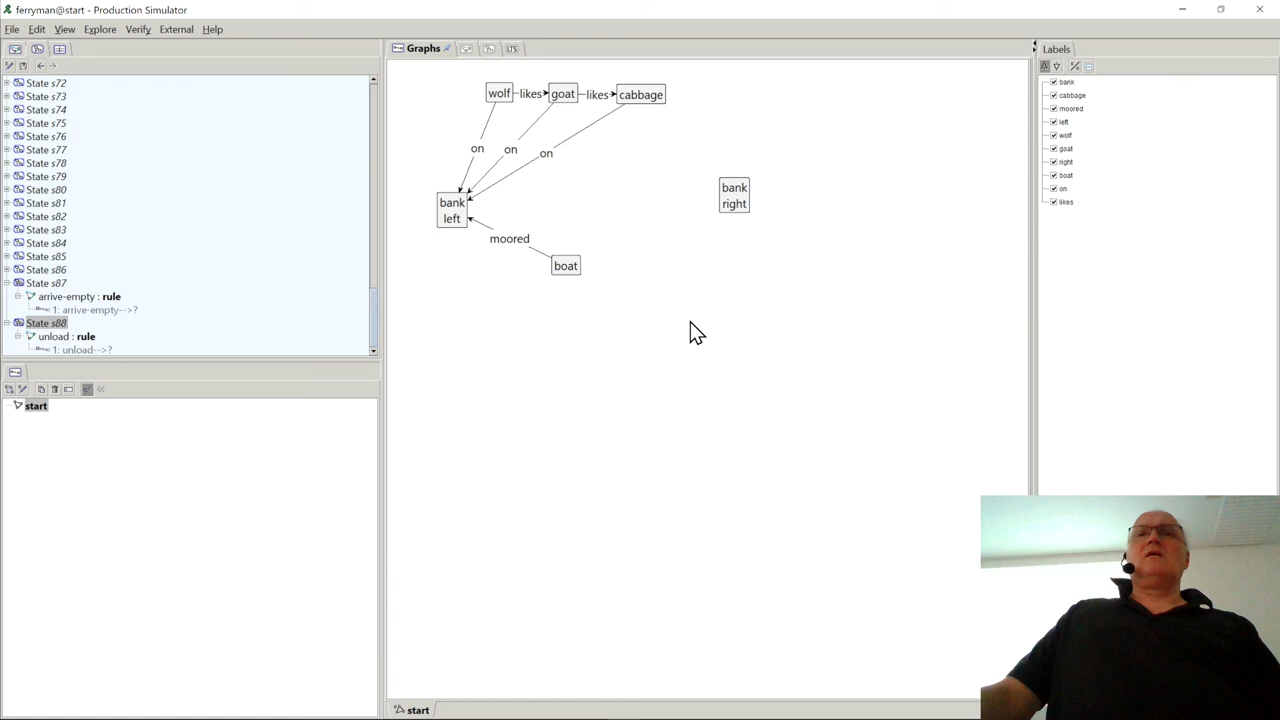 ferryman@start - Production Simulator
File Edit View Explore Verify External Help
State s72
State s73
State s74
State s75
State s76
State s77
State s78
State s79
State s80
State s81
State s82
State s83
State s84
State s85
State s86
State s87
arrive-empty : rule
1: arrive-empty-->?
State s88
unload : rule
1: unload-->?
start
Graphs
LTS
wolf likes goat likes cabbage
on on on
bank
left
bank
right
moored
boat
start
Labels
bank
cabbage
moored
left
wolf
goat
right
boat
on
likes